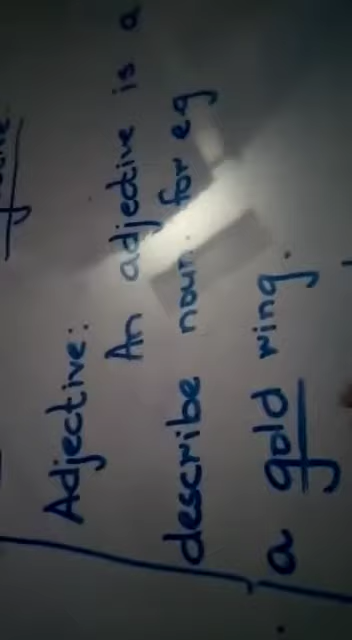 Adjective:
An adjective is a
describe noun. for eg
a gold ring.